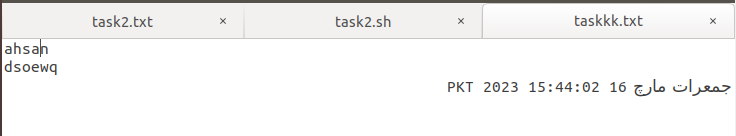 task2.txt × task2.sh × taskkk.txt ×
ahsan
dsoewq
جمعرات مارچ 16 15:44:02 PKT 2023